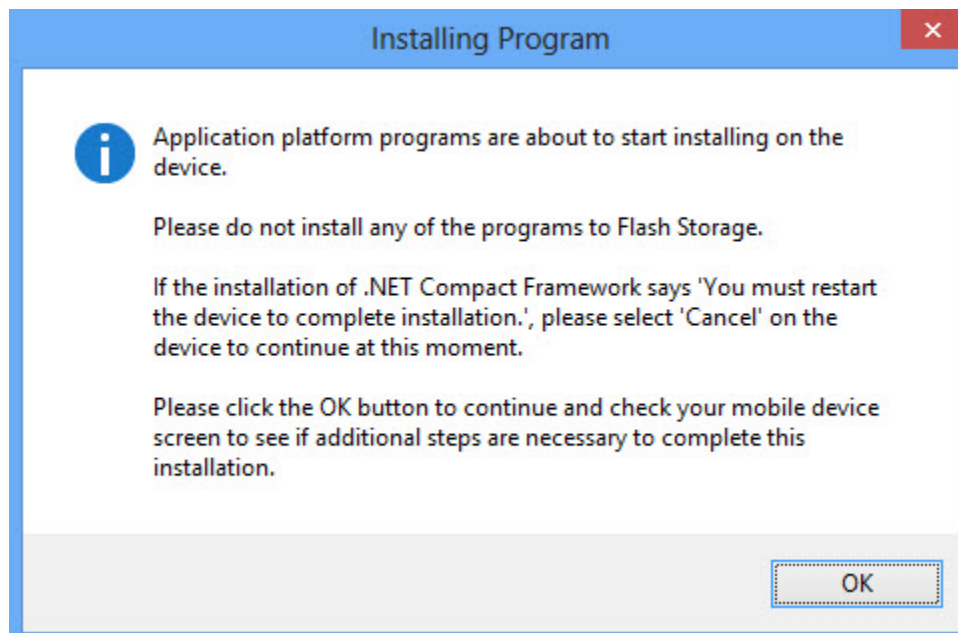 Installing Program
Application platform programs are about to start installing on the
device.
Please do not install any of the programs to Flash Storage.
If the installation of .NET Compact Framework says 'You must restart
the device to complete installation.', please select 'Cancel' on the
device to continue at this moment.
Please click the OK button to continue and check your mobile device
screen to see if additional steps are necessary to complete this
installation.
OK